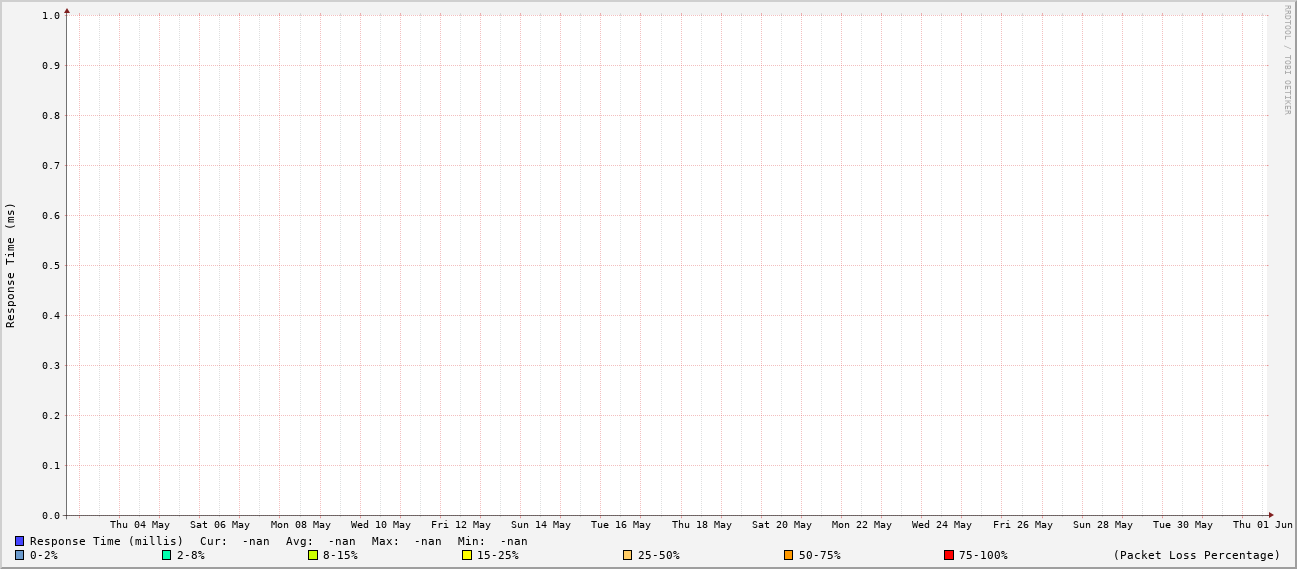 RRDTOOL / TOBI OETIKER
Response Time (ms)
1.0
0.9
0.8
0.7
0.6
0.5
0.4
0.3
0.2
0.1
0.0
Thu 04 May Sat 06 May Mon 08 May Wed 10 May Fri 12 May Sun 14 May Tue 16 May Thu 18 May Sat 20 May Mon 22 May Wed 24 May Fri 26 May Sun 28 May Tue 30 May Thu 01 Jun
Response Time (millis) Cur: -nan Avg: -nan Max: -nan Min: -nan
0-2% 2-8% 8-15% 15-25% 25-50% 50-75% 75-100% (Packet Loss Percentage)